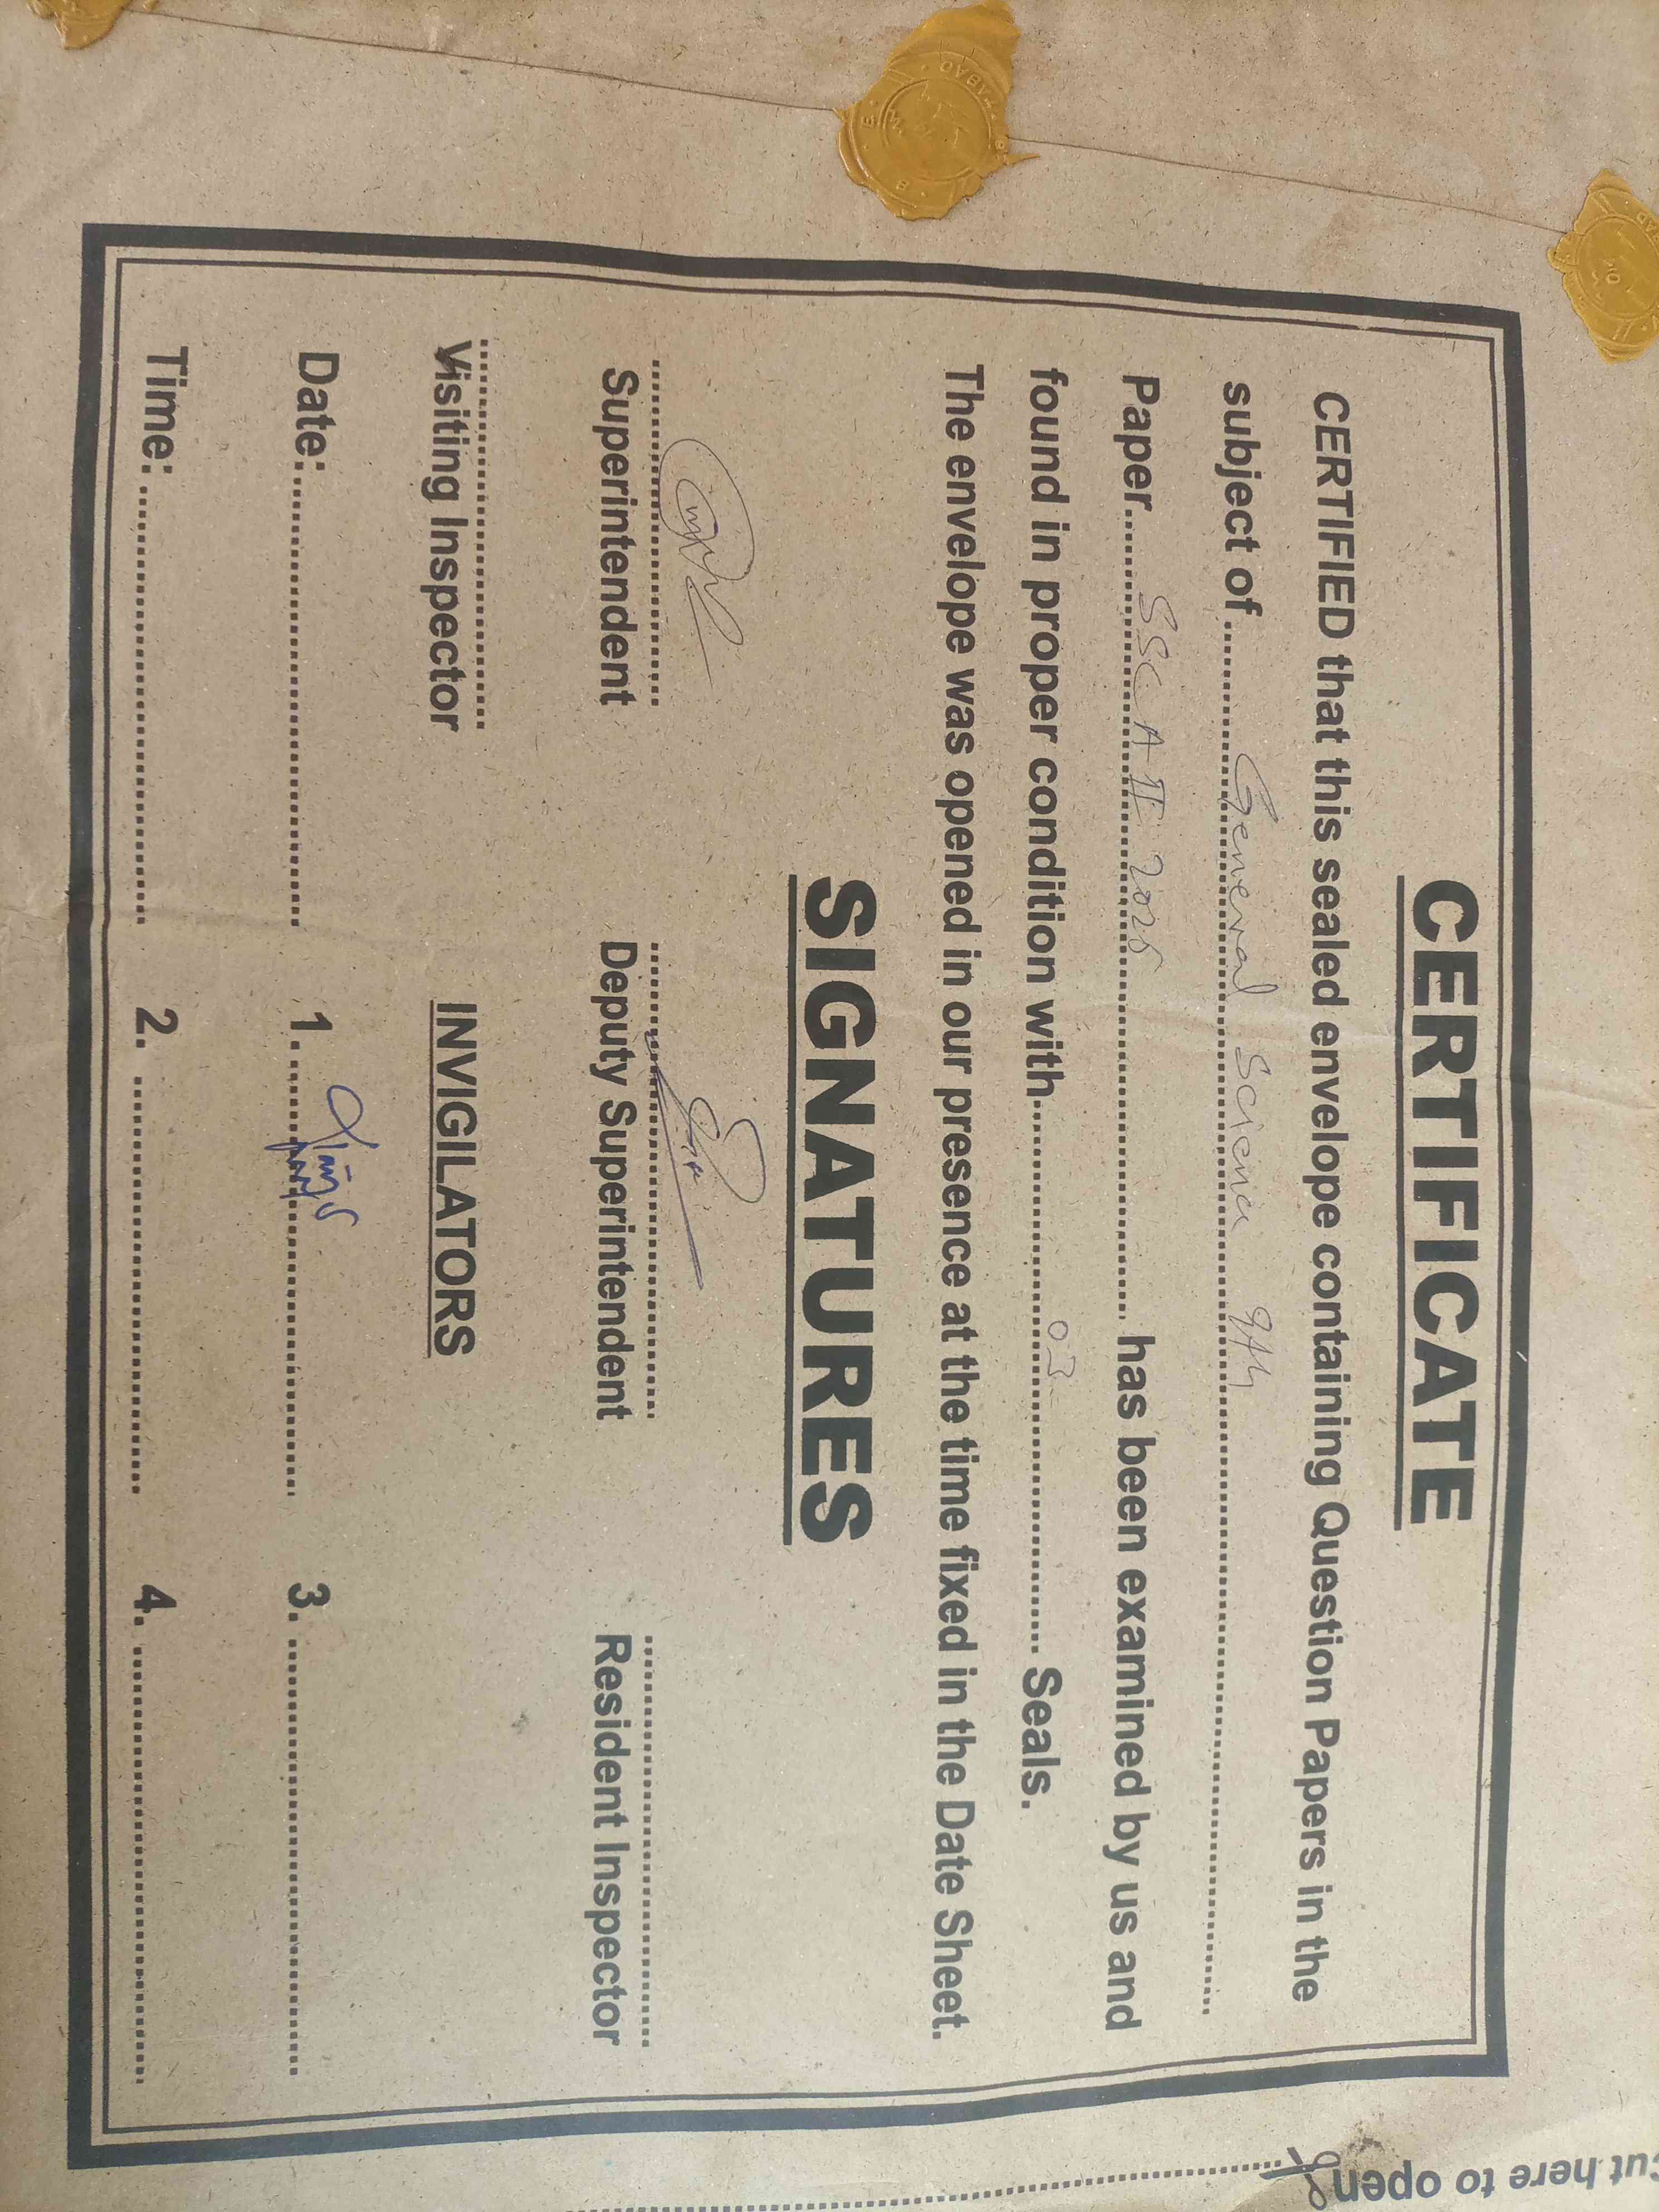 CERTIFICATE
CERTIFIED that this sealed envelope containing Question Papers in the
subject of ........ General Science 9th ........
Paper........ SSC A II 2025 ........ has been examined by us and
found in proper condition with........ 03 ........ Seals.
The envelope was opened in our presence at the time fixed in the Date Sheet.
SIGNATURES
Superintendent Deputy Superintendent Resident Inspector
Visiting Inspector INVIGILATORS
Date:........ 1......... 3. ........
Time: ........ 2. ........ 4. ........
Cut here to open